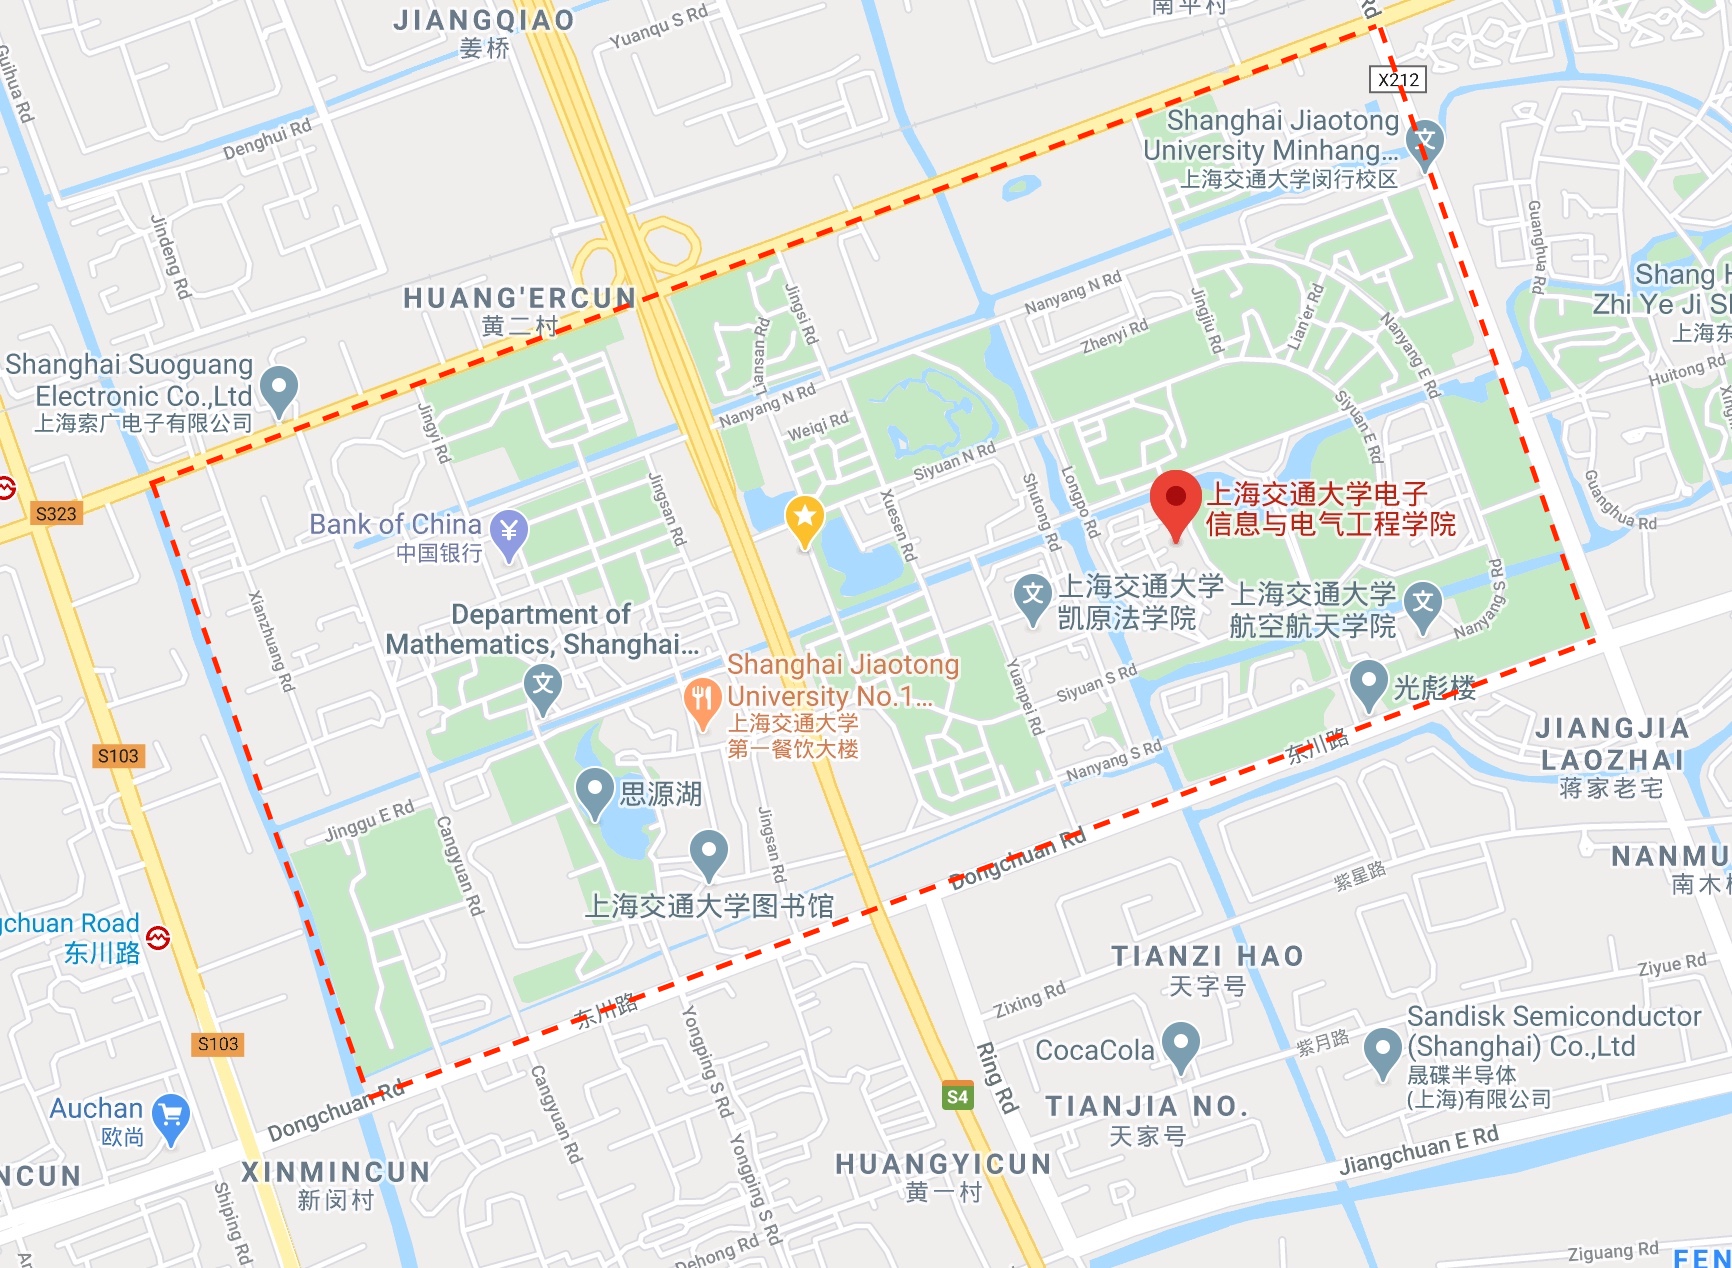 JIANGQIAO
姜桥
Yuanqu S Rd
南平村
Rd
Guihua Rd
X212
Denghui Rd
Shanghai Jiaotong
University Minhang...
上海交通大学闵行校区
Jindeng Rd
Guanghua Rd
HUANG'ERCUN
黄二村
Nanyang N Rd
Jingsi Rd
Jingjiu Rd
Lian'er Rd
Shang H
Zhi Ye Ji S
上海东
Liansan Rd
Zhenyi Rd
Nanyang E Rd
Shanghai Suoguang
Electronic Co.,Ltd
上海索广电子有限公司
Huitong Rd
Nanyang N Rd
Weiqi Rd
Siyuan E Rd
Jingyi Rd
Siyuan N Rd
Jingsan Rd
Xuesen Rd
Shutong Rd
Longpo Rd
Guanghua Rd
S323
Bank of China
中国银行
上海交通大学电子
信息与电气工程学院
Xianzhuang Rd
上海交通大学
凯原法学院
上海交通大学
航空航天学院
Nanyang S Rd
Department of
Mathematics, Shanghai...
Shanghai Jiaotong
University No.1...
上海交通大学
第一餐饮大楼
Yuanpei Rd
Siyuan S Rd
光彪楼
S103
东川路
Nanyang S Rd
JIANGJIA
LAOZHAI
蒋家老宅
思源湖
Jinggu E Rd
Cangyuan Rd
Jingsan Rd
Dongchuan Rd
NANMU
南木桥
紫星路
上海交通大学图书馆
gchuan Road
东川路
TIANZI HAO
天字号
Ziyue Rd
Zixing Rd
东川路
S103
CocaCola
紫月路
Sandisk Semiconductor
(Shanghai) Co.,Ltd
晟碟半导体
(上海)有限公司
Yongping S Rd
Ring Rd
Cangyuan Rd
S4
Dongchuan Rd
Auchan
欧尚
TIANJIA NO.
天家号
Jiangchuan E Rd
NCUN
XINMINCUN
新闵村
Shiping Rd
Yongping S Rd
HUANGYICUN
黄一村
Dehong Rd
Ziguang Rd
FEN